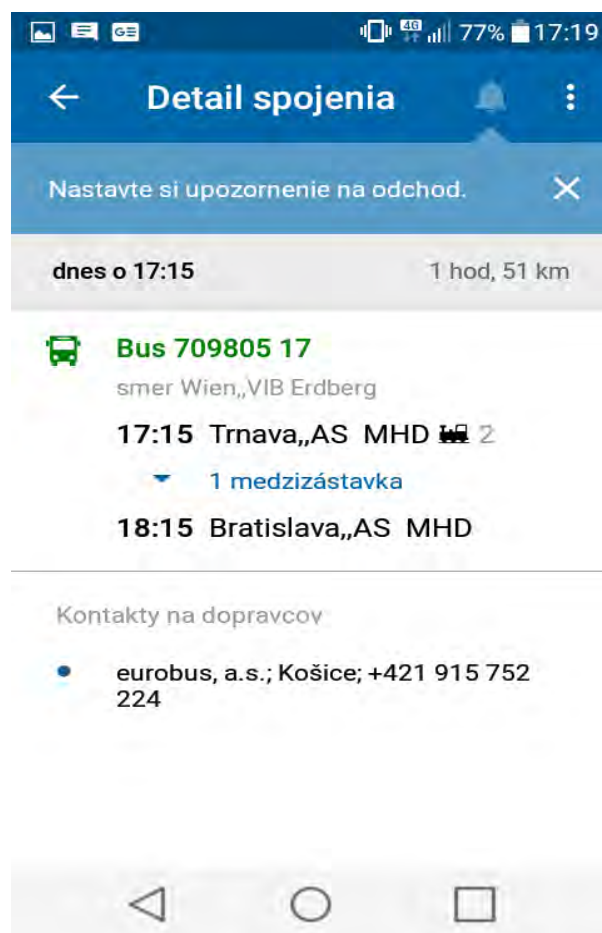 GE 4G 77% 17:19
Detail spojenia
Nastavte si upozornenie na odchod.
dnes o 17:15 1 hod, 51 km
Bus 709805 17
smer Wien,,VIB Erdberg
17:15 Trnava,,AS MHD 2
1 medzizástavka
18:15 Bratislava,,AS MHD
Kontakty na dopravcov
eurobus, a.s.; Košice; +421 915 752
224